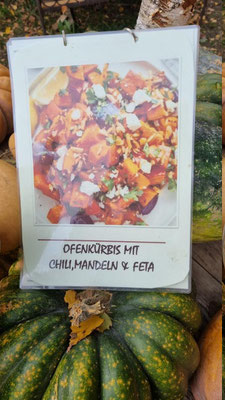 OFENKÜRBIS MIT
CHILI, MANDELN & FETA